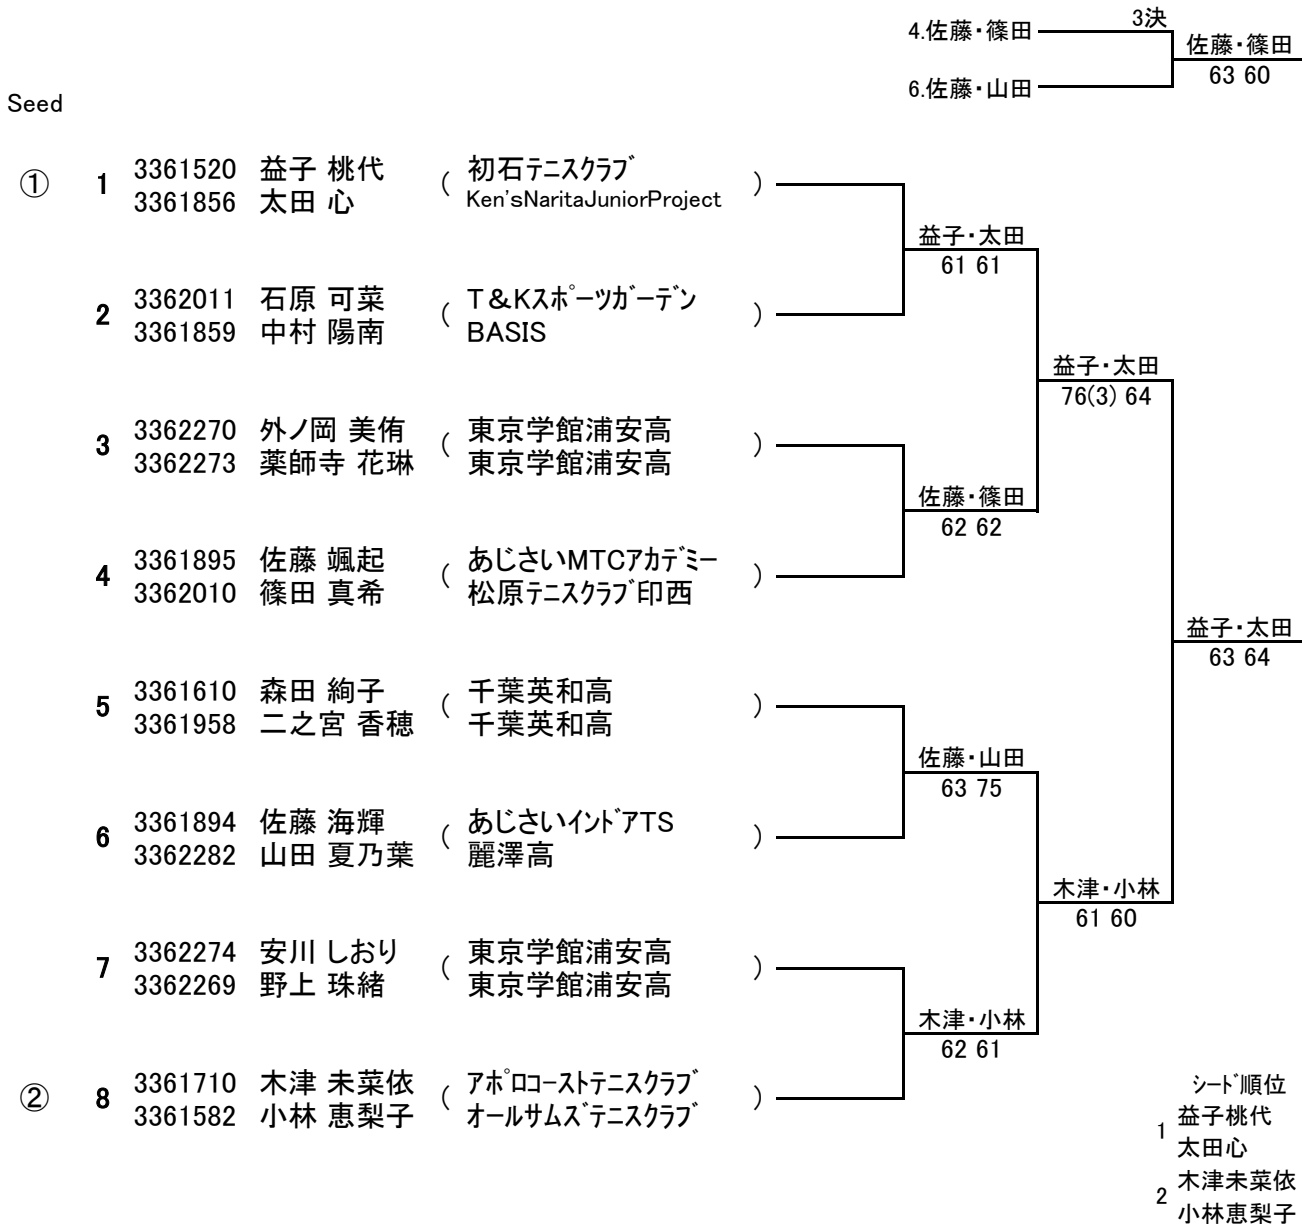 3決
4.佐藤・篠田
佐藤・篠田
63 60
6.佐藤・山田
Seed
① 1 3361520 益子 桃代 ( 初石テニスクラブ )
3361856 太田 心 Ken'sNaritaJuniorProject
益子・太田
61 61
2 3362011 石原 可菜 ( T&Kスポーツガーデン )
3361859 中村 陽南 BASIS
益子・太田
76(3) 64
3 3362270 外ノ岡 美侑 ( 東京学館浦安高 )
3362273 薬師寺 花琳 東京学館浦安高
佐藤・篠田
62 62
4 3361895 佐藤 颯起 ( あじさいMTCアカデミー )
3362010 篠田 真希 松原テニスクラブ印西
益子・太田
63 64
5 3361610 森田 絢子 ( 千葉英和高 )
3361958 二之宮 香穂 千葉英和高
佐藤・山田
63 75
6 3361894 佐藤 海輝 ( あじさいインドアTS )
3362282 山田 夏乃葉 麗澤高
木津・小林
61 60
7 3362274 安川 しおり ( 東京学館浦安高 )
3362269 野上 珠緒 東京学館浦安高
木津・小林
62 61
② 8 3361710 木津 未菜依 ( アポロコーストテニスクラブ )
3361582 小林 恵梨子 オールサムズテニスクラブ
シード順位
1 益子桃代
太田心
2 木津未菜依
小林恵梨子